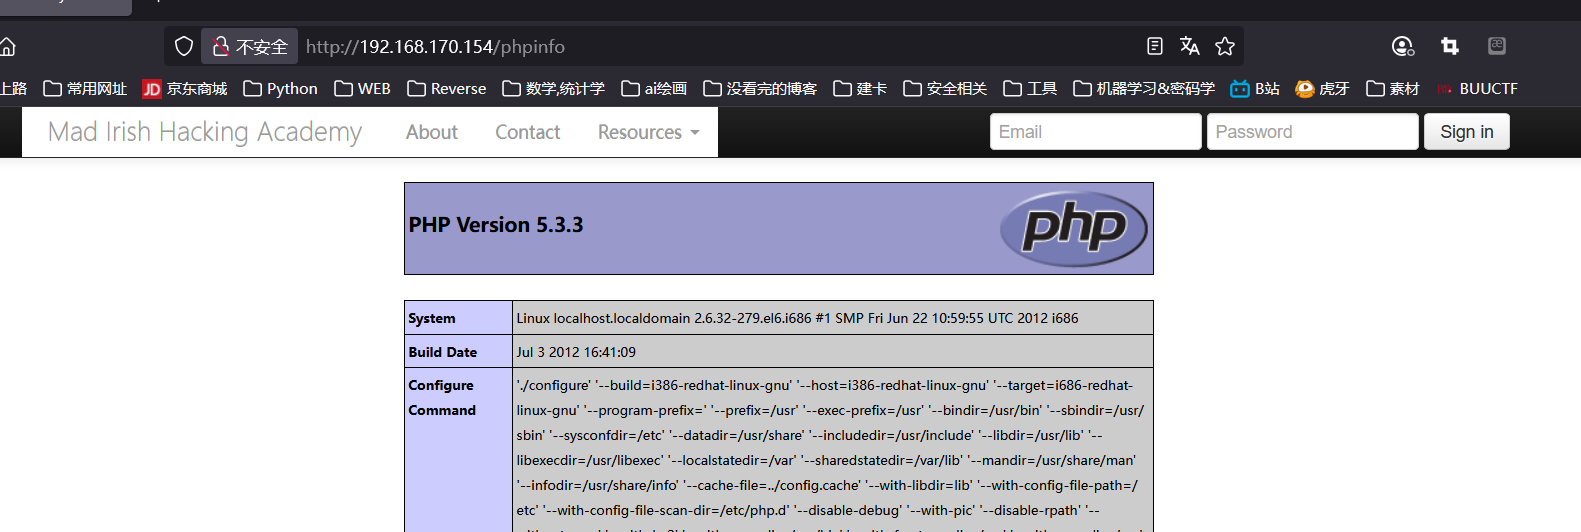 不安全 http://192.168.170.154/phpinfo
上路 常用网址 JD 京东商城 Python WEB Reverse 数学,统计学 ai绘画 没看完的博客 建卡 安全相关 工具 机器学习&密码学 B站 虎牙 素材 BUUCTF
Mad Irish Hacking Academy About Contact Resources Email Password Sign in
PHP Version 5.3.3 php
System Linux localhost.localdomain 2.6.32-279.el6.i686 #1 SMP Fri Jun 22 10:59:55 UTC 2012 i686
Build Date Jul 3 2012 16:41:09
Configure Command './configure' '--build=i386-redhat-linux-gnu' '--host=i386-redhat-linux-gnu' '--target=i686-redhat-
linux-gnu' '--program-prefix=' '--prefix=/usr' '--exec-prefix=/usr' '--bindir=/usr/bin' '--sbindir=/usr/
sbin' '--sysconfdir=/etc' '--datadir=/usr/share' '--includedir=/usr/include' '--libdir=/usr/lib' '--
libexecdir=/usr/libexec' '--localstatedir=/var' '--sharedstatedir=/var/lib' '--mandir=/usr/share/man'
'--infodir=/usr/share/info' '--cache-file=../config.cache' '--with-libdir=lib' '--with-config-file-path=/
etc' '--with-config-file-scan-dir=/etc/php.d' '--disable-debug' '--with-pic' '--disable-rpath' '--